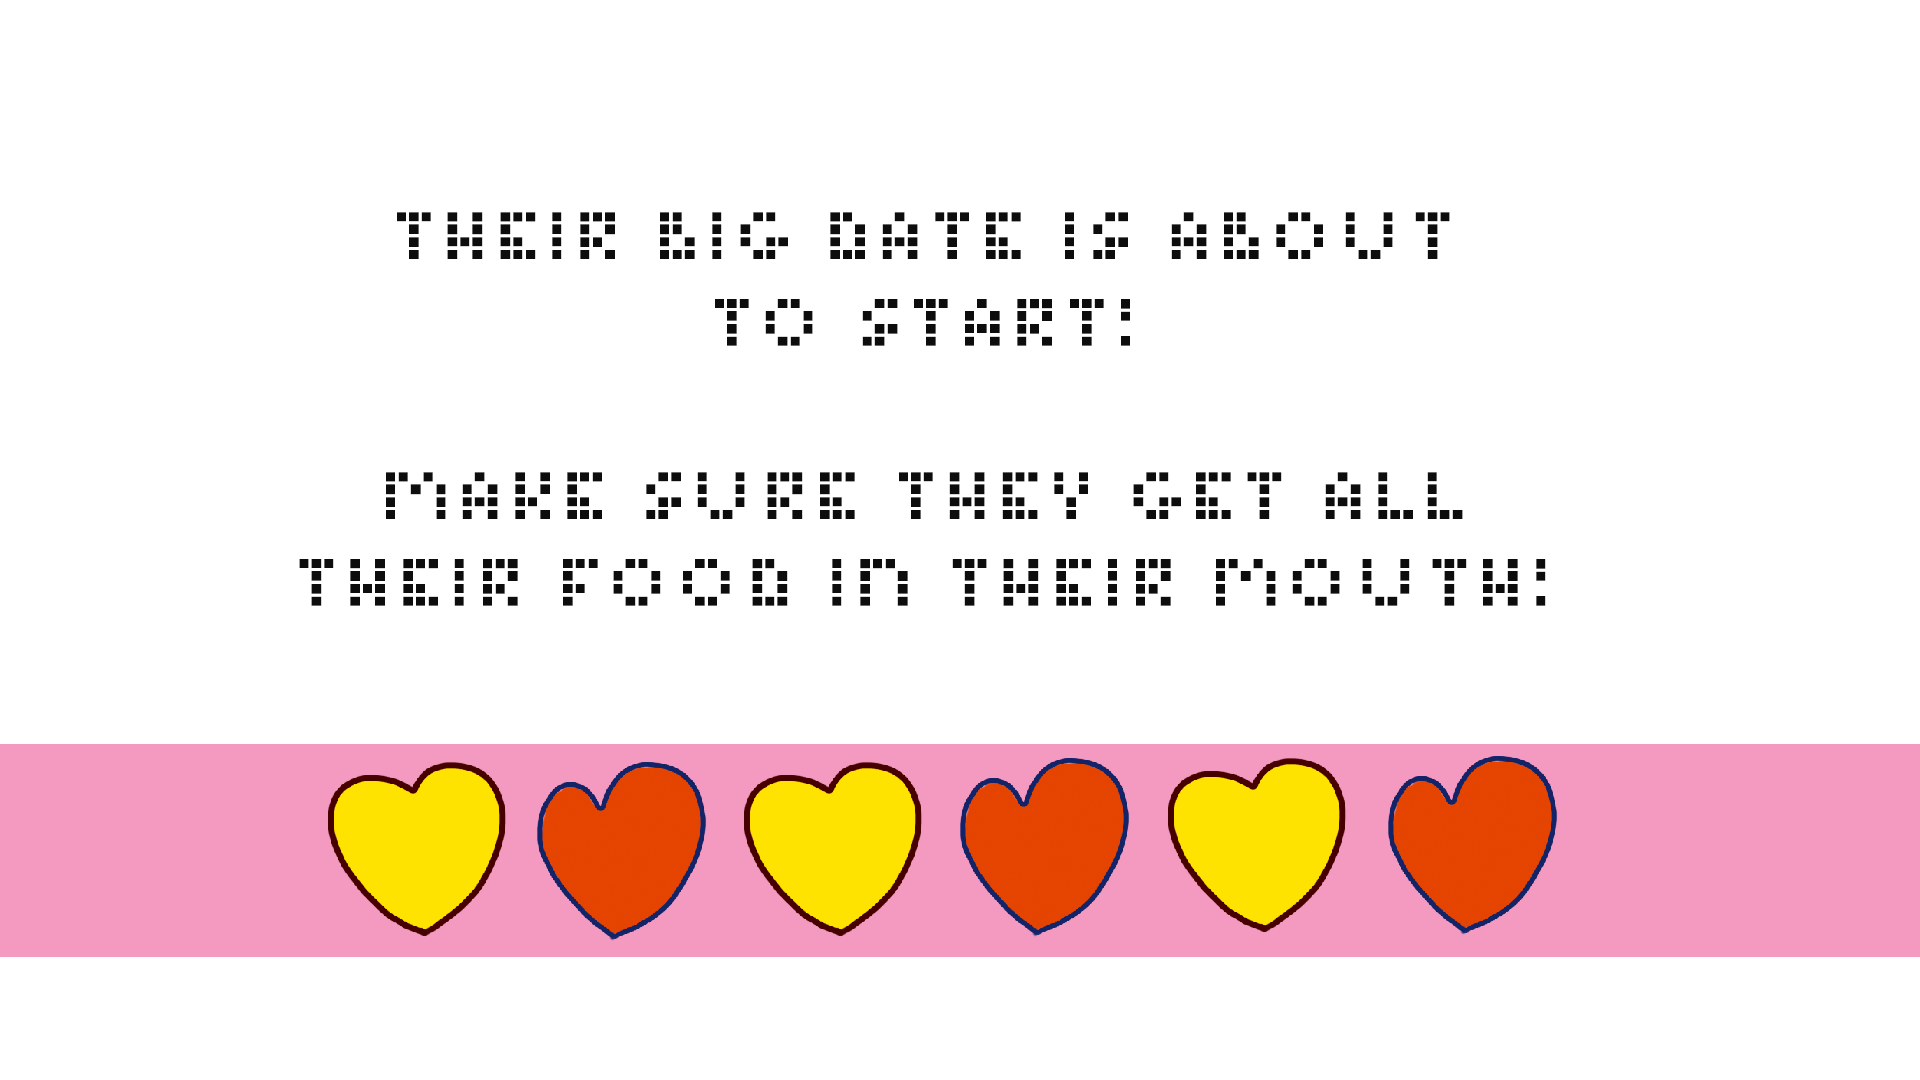 THEIR BIG DATE IS ABOUT
TO START!
MAKE SURE THEY GET ALL
THEIR FOOD IN THEIR MOUTH!